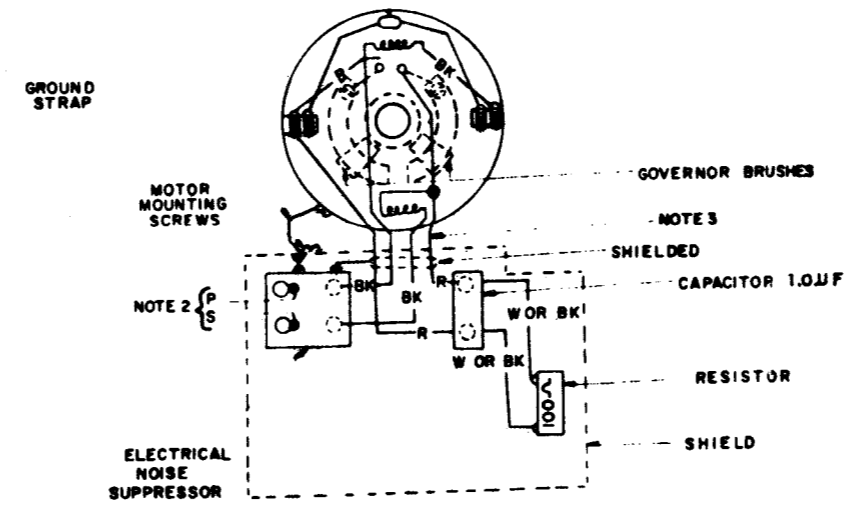 GROUND
STRAP
R
BK
GOVERNOR BRUSHES
MOTOR
MOUNTING
SCREWS
NOTE 3
SHIELDED
NOTE 2 { P
S
BK
BK
R
CAPACITOR 1.0UF
W OR BK
R
W OR BK
RESISTOR
100
SHIELD
ELECTRICAL
NOISE
SUPPRESSOR